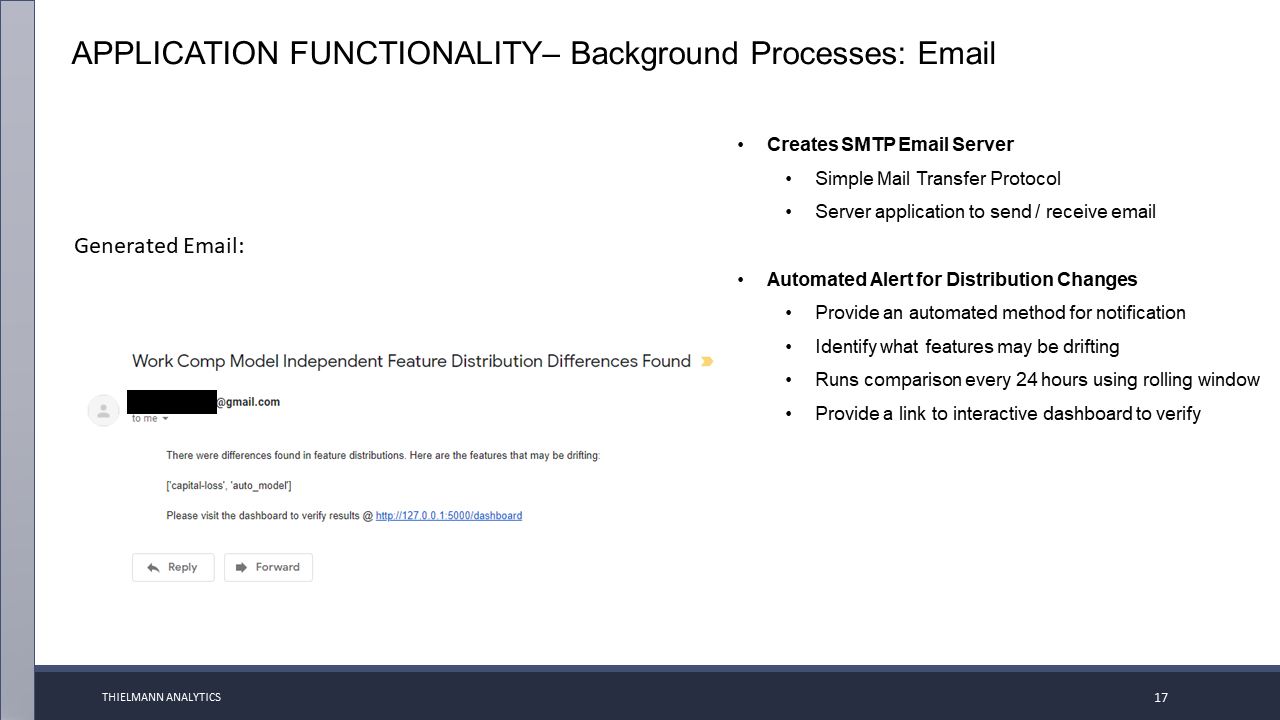 APPLICATION FUNCTIONALITY– Background Processes: Email
Generated Email:
Work Comp Model Independent Feature Distribution Differences Found
@gmail.com
to me
There were differences found in feature distributions. Here are the features that may be drifting:
['capital-loss', 'auto_model']
Please visit the dashboard to verify results @ http://127.0.0.1:5000/dashboard
Reply
Forward
• Creates SMTP Email Server
• Simple Mail Transfer Protocol
• Server application to send / receive email
• Automated Alert for Distribution Changes
• Provide an automated method for notification
• Identify what features may be drifting
• Runs comparison every 24 hours using rolling window
• Provide a link to interactive dashboard to verify
THIELMANN ANALYTICS
17